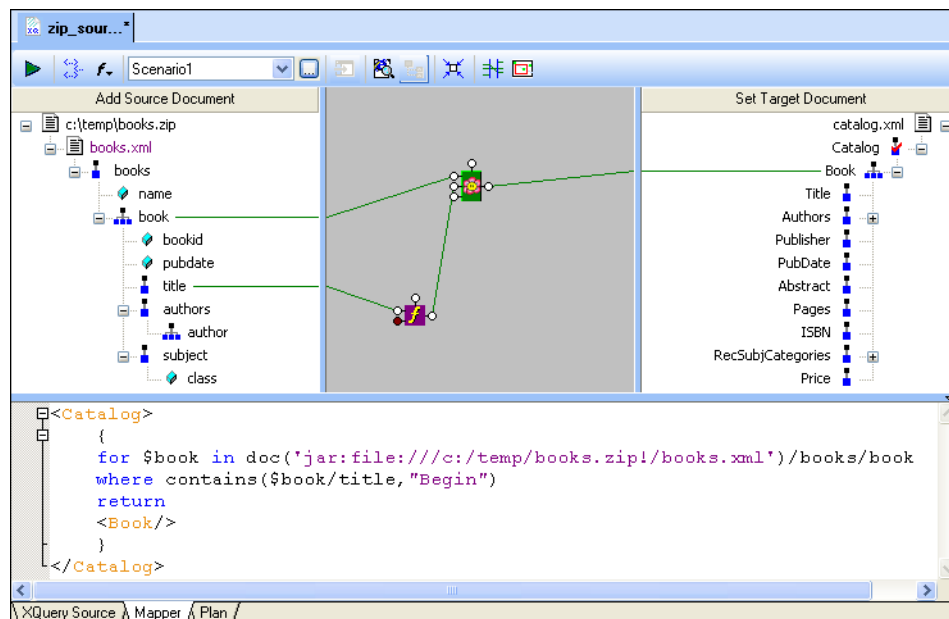 zip_sour...*
Scenario1
Add Source Document
Set Target Document
c:\temp\books.zip
books.xml
books
name
book
bookid
pubdate
title
authors
author
subject
class
catalog.xml
Catalog
Book
Title
Authors
Publisher
PubDate
Abstract
Pages
ISBN
RecSubjCategories
Price
<Catalog>
{
for $book in doc('jar:file:///c:/temp/books.zip!/books.xml')/books/book
where contains($book/title,"Begin")
return
<Book/>
}
</Catalog>
XQuery Source Mapper Plan